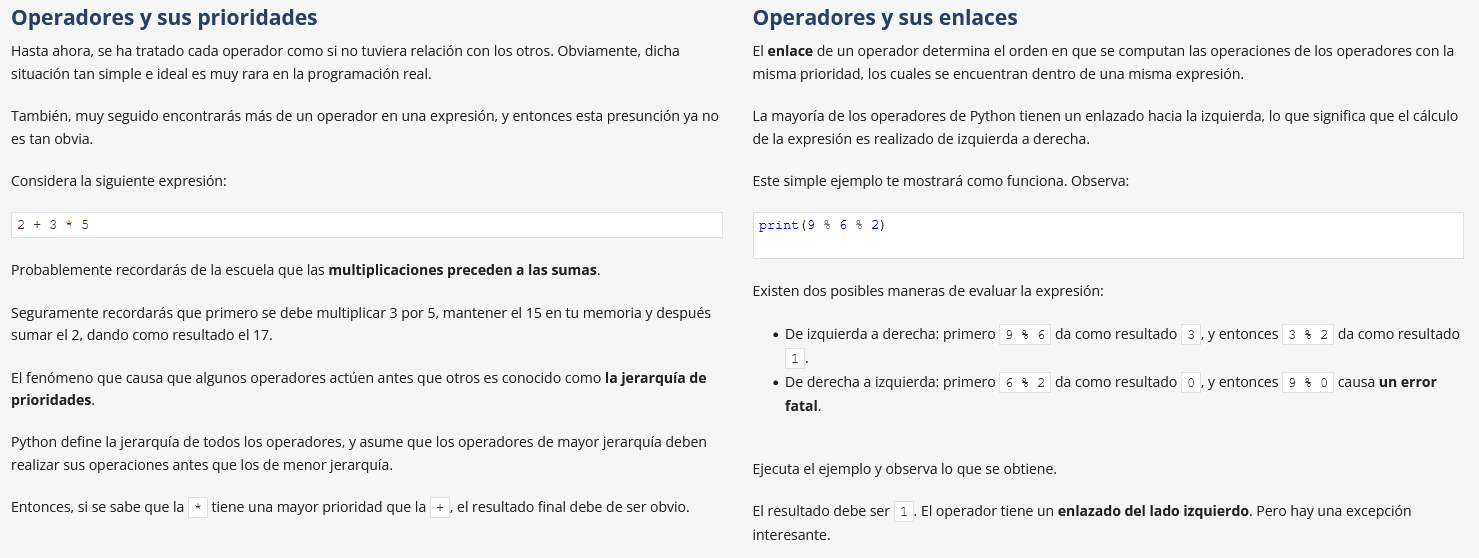 Operadores y sus prioridades
Hasta ahora, se ha tratado cada operador como si no tuviera relación con los otros. Obviamente, dicha
situación tan simple e ideal es muy rara en la programación real.
También, muy seguido encontrarás más de un operador en una expresión, y entonces esta presunción ya no
es tan obvia.
Considera la siguiente expresión:
2 + 3 * 5
Probablemente recordarás de la escuela que las multiplicaciones preceden a las sumas.
Seguramente recordarás que primero se debe multiplicar 3 por 5, mantener el 15 en tu memoria y después
sumar el 2, dando como resultado el 17.
El fenómeno que causa que algunos operadores actúen antes que otros es conocido como la jerarquía de
prioridades.
Python define la jerarquía de todos los operadores, y asume que los operadores de mayor jerarquía deben
realizar sus operaciones antes que los de menor jerarquía.
Entonces, si se sabe que la * tiene una mayor prioridad que la +, el resultado final debe de ser obvio.
Operadores y sus enlaces
El enlace de un operador determina el orden en que se computan las operaciones de los operadores con la
misma prioridad, los cuales se encuentran dentro de una misma expresión.
La mayoría de los operadores de Python tienen un enlazado hacia la izquierda, lo que significa que el cálculo
de la expresión es realizado de izquierda a derecha.
Este simple ejemplo te mostrará como funciona. Observa:
print(9 % 6 % 2)
Existen dos posibles maneras de evaluar la expresión:
• De izquierda a derecha: primero 9 % 6 da como resultado 3, y entonces 3 % 2 da como resultado
1.
• De derecha a izquierda: primero 6 % 2 da como resultado 0, y entonces 9 % 0 causa un error
fatal.
Ejecuta el ejemplo y observa lo que se obtiene.
El resultado debe ser 1. El operador tiene un enlazado del lado izquierdo. Pero hay una excepción
interesante.